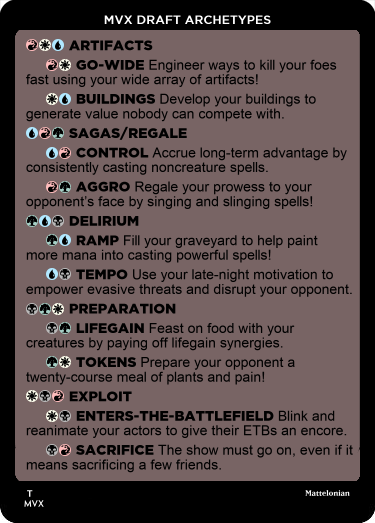 MVX DRAFT ARCHETYPES
ARTIFACTS
GO-WIDE Engineer ways to kill your foes
fast using your wide array of artifacts!
BUILDINGS Develop your buildings to
generate value nobody can compete with.
SAGAS/REGALE
CONTROL Accrue long-term advantage by
consistently casting noncreature spells.
AGGRO Regale your prowess to your
opponent's face by singing and slinging spells!
DELIRIUM
RAMP Fill your graveyard to help paint
more mana into casting powerful spells!
TEMPO Use your late-night motivation to
empower evasive threats and disrupt your opponent.
PREPARATION
LIFEGAIN Feast on food with your
creatures by paying off lifegain synergies.
TOKENS Prepare your opponent a
twenty-course meal of plants and pain!
EXPLOIT
ENTERS-THE-BATTLEFIELD Blink and
reanimate your actors to give their ETBs an encore.
SACRIFICE The show must go on, even if it
means sacrificing a few friends.
T
MVX
Mattelonian